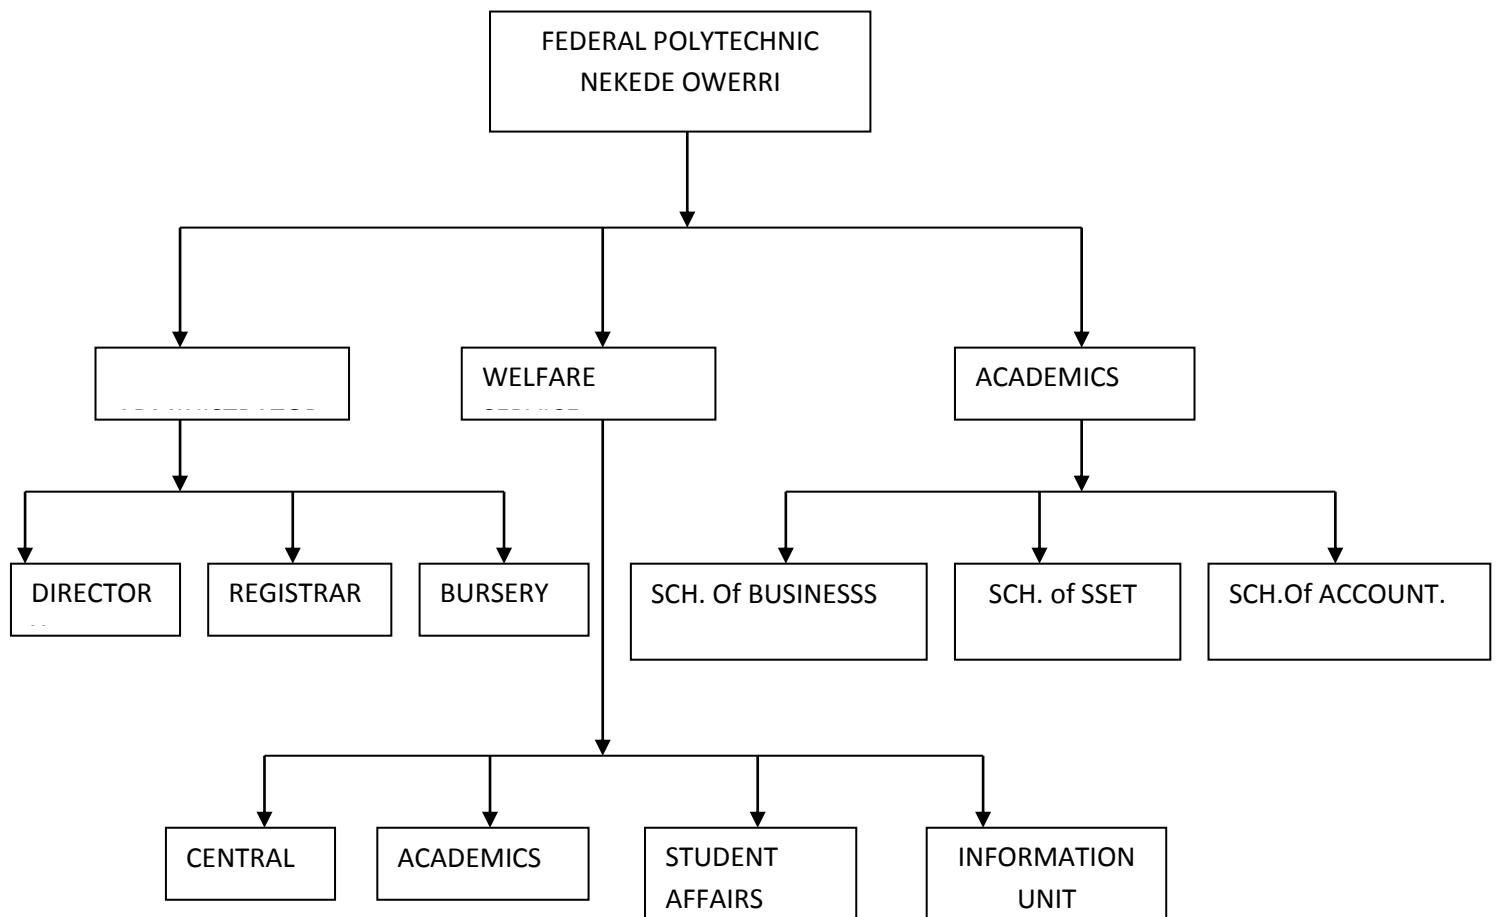 FEDERAL POLYTECHNIC
NEKEDE OWERRI
WELFARE
ACADEMICS
DIRECTOR
REGISTRAR
BURSERY
SCH. Of BUSINESSS
SCH. of SSET
SCH.Of ACCOUNT.
CENTRAL
ACADEMICS
STUDENT
AFFAIRS
INFORMATION
UNIT